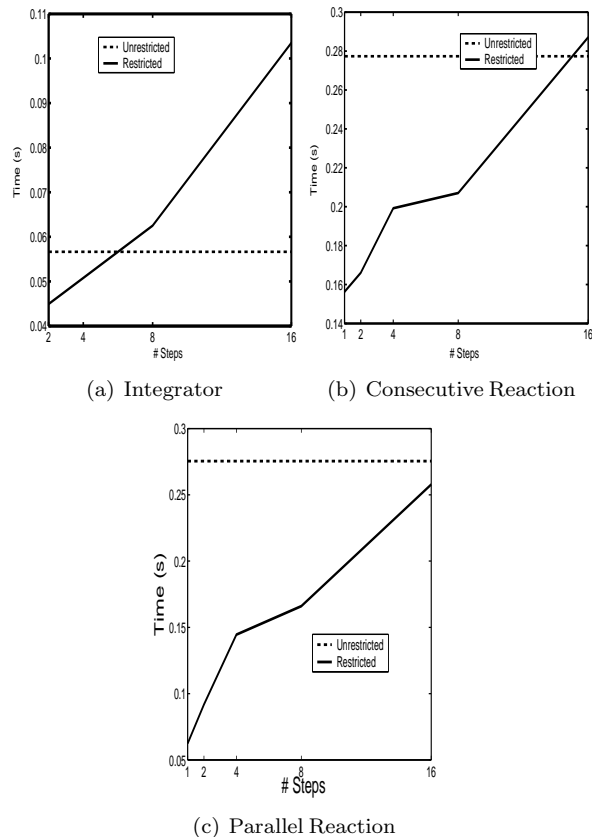 0.11
0.1
0.09
0.08
0.07
0.06
0.05
0.04
Time (s)
Unrestricted
Restricted
2 4 8 16
# Steps
(a) Integrator
0.3
0.28
0.26
0.24
0.22
0.2
0.18
0.16
0.14
Time (s)
Unrestricted
Restricted
1 2 4 8 16
# Steps
(b) Consecutive Reaction
0.3
0.25
0.2
0.15
0.1
0.05
Time (s)
Unrestricted
Restricted
1 2 4 8 16
# Steps
(c) Parallel Reaction